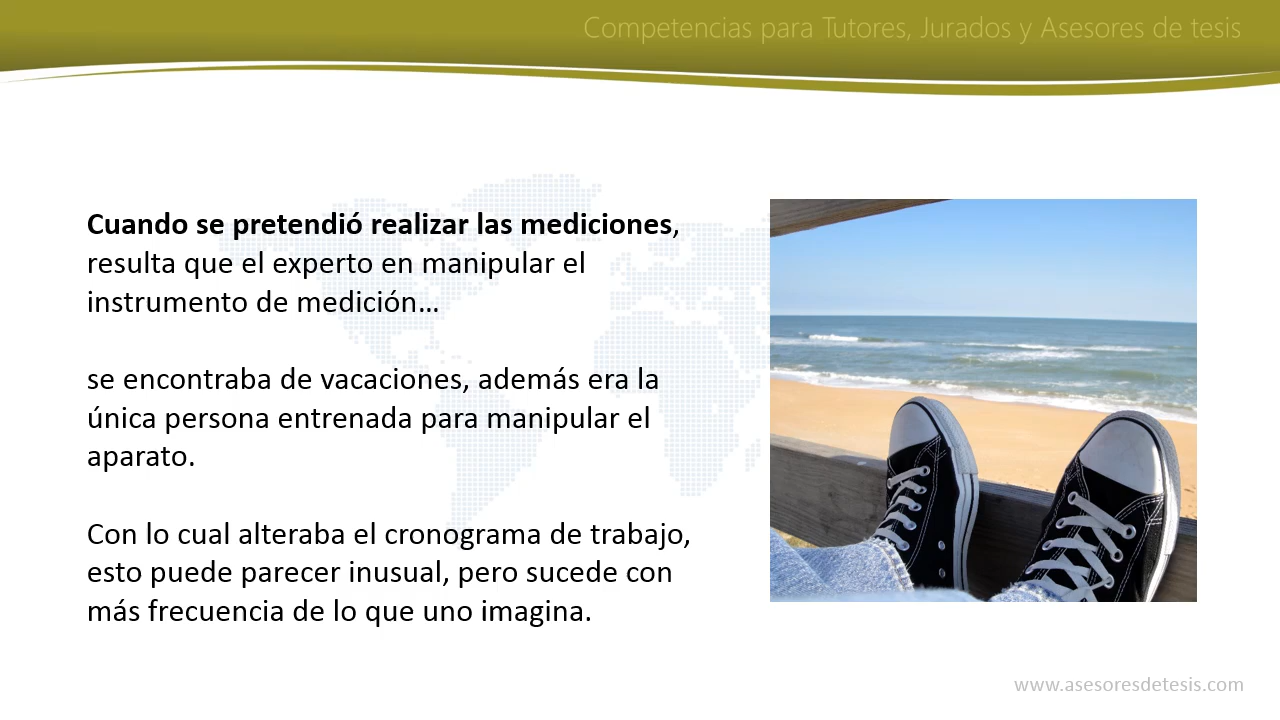 Competencias para Tutores, Jurados y Asesores de tesis
Cuando se pretendió realizar las mediciones,
resulta que el experto en manipular el
instrumento de medición…
se encontraba de vacaciones, además era la
única persona entrenada para manipular el
aparato.
Con lo cual alteraba el cronograma de trabajo,
esto puede parecer inusual, pero sucede con
más frecuencia de lo que uno imagina.
www.asesoresdetesis.com